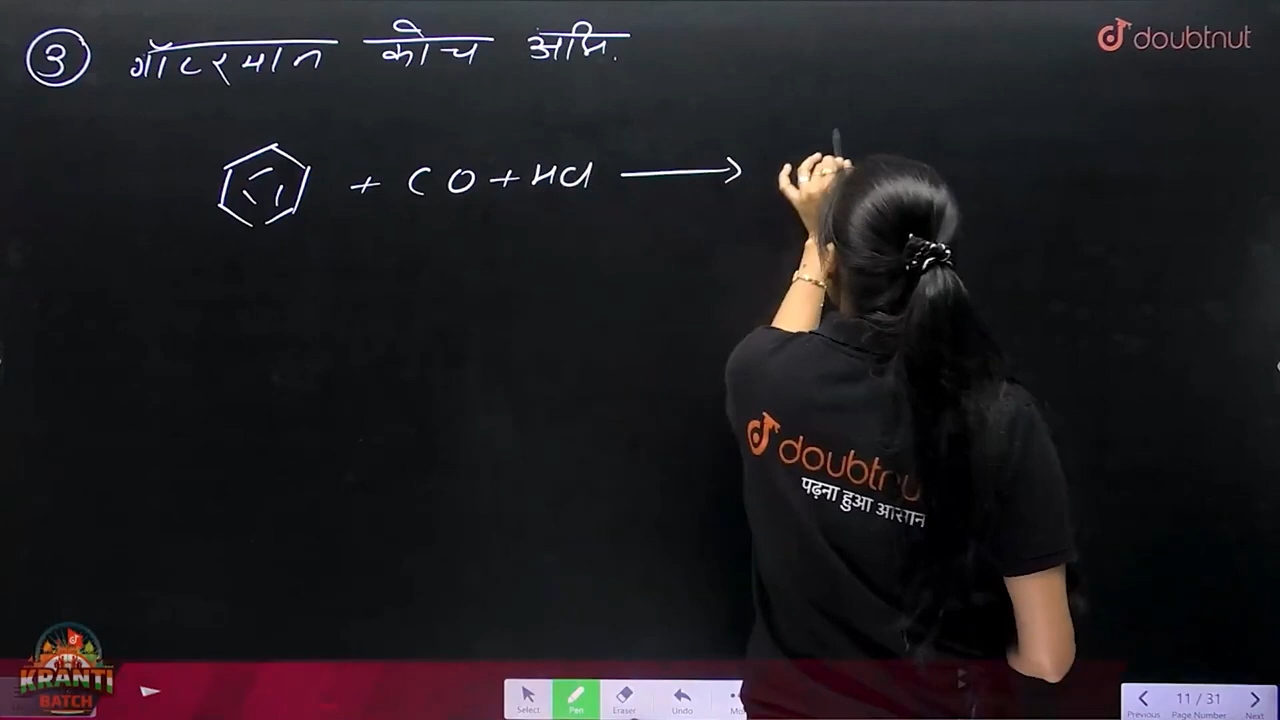 ③ गॉटरमान कोच अभि.
doubtnut
+ CO + HCl ⟶
doubtnut
पढ़ना हुआ आसान
KRANTI
BATCH
Select
Pen
Eraser
Undo
Mo
Previous
11 / 31
Page Number
Next